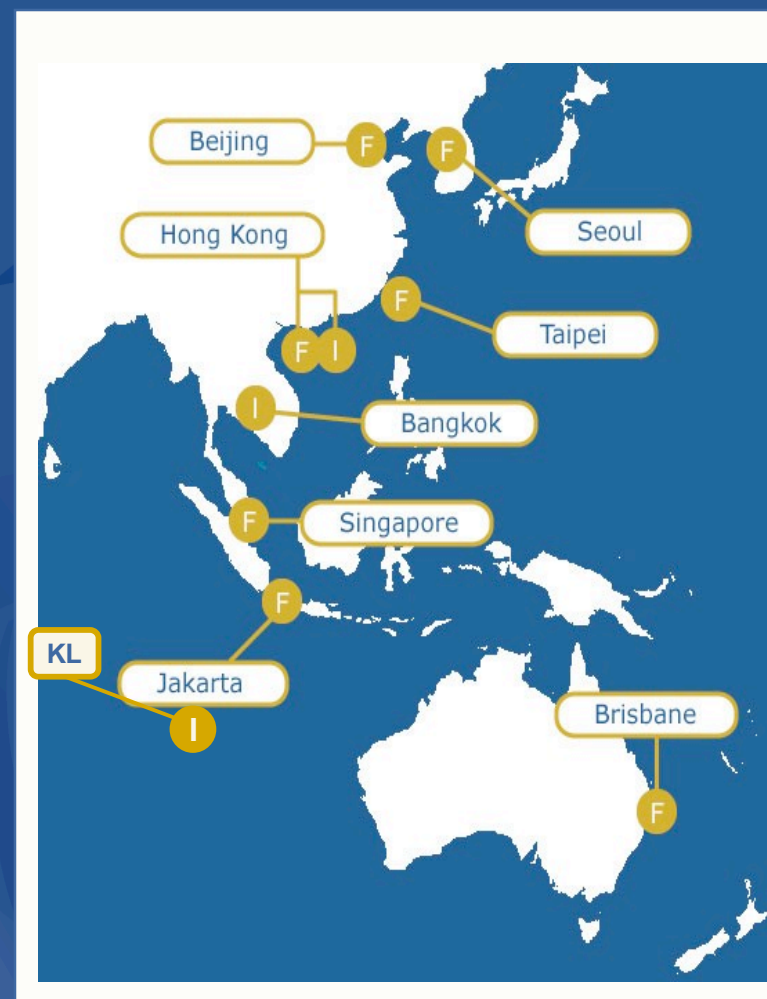 Beijing
F
F
Seoul
Hong Kong
F
Taipei
F
I
I
Bangkok
F
Singapore
F
KL
Jakarta
I
Brisbane
F